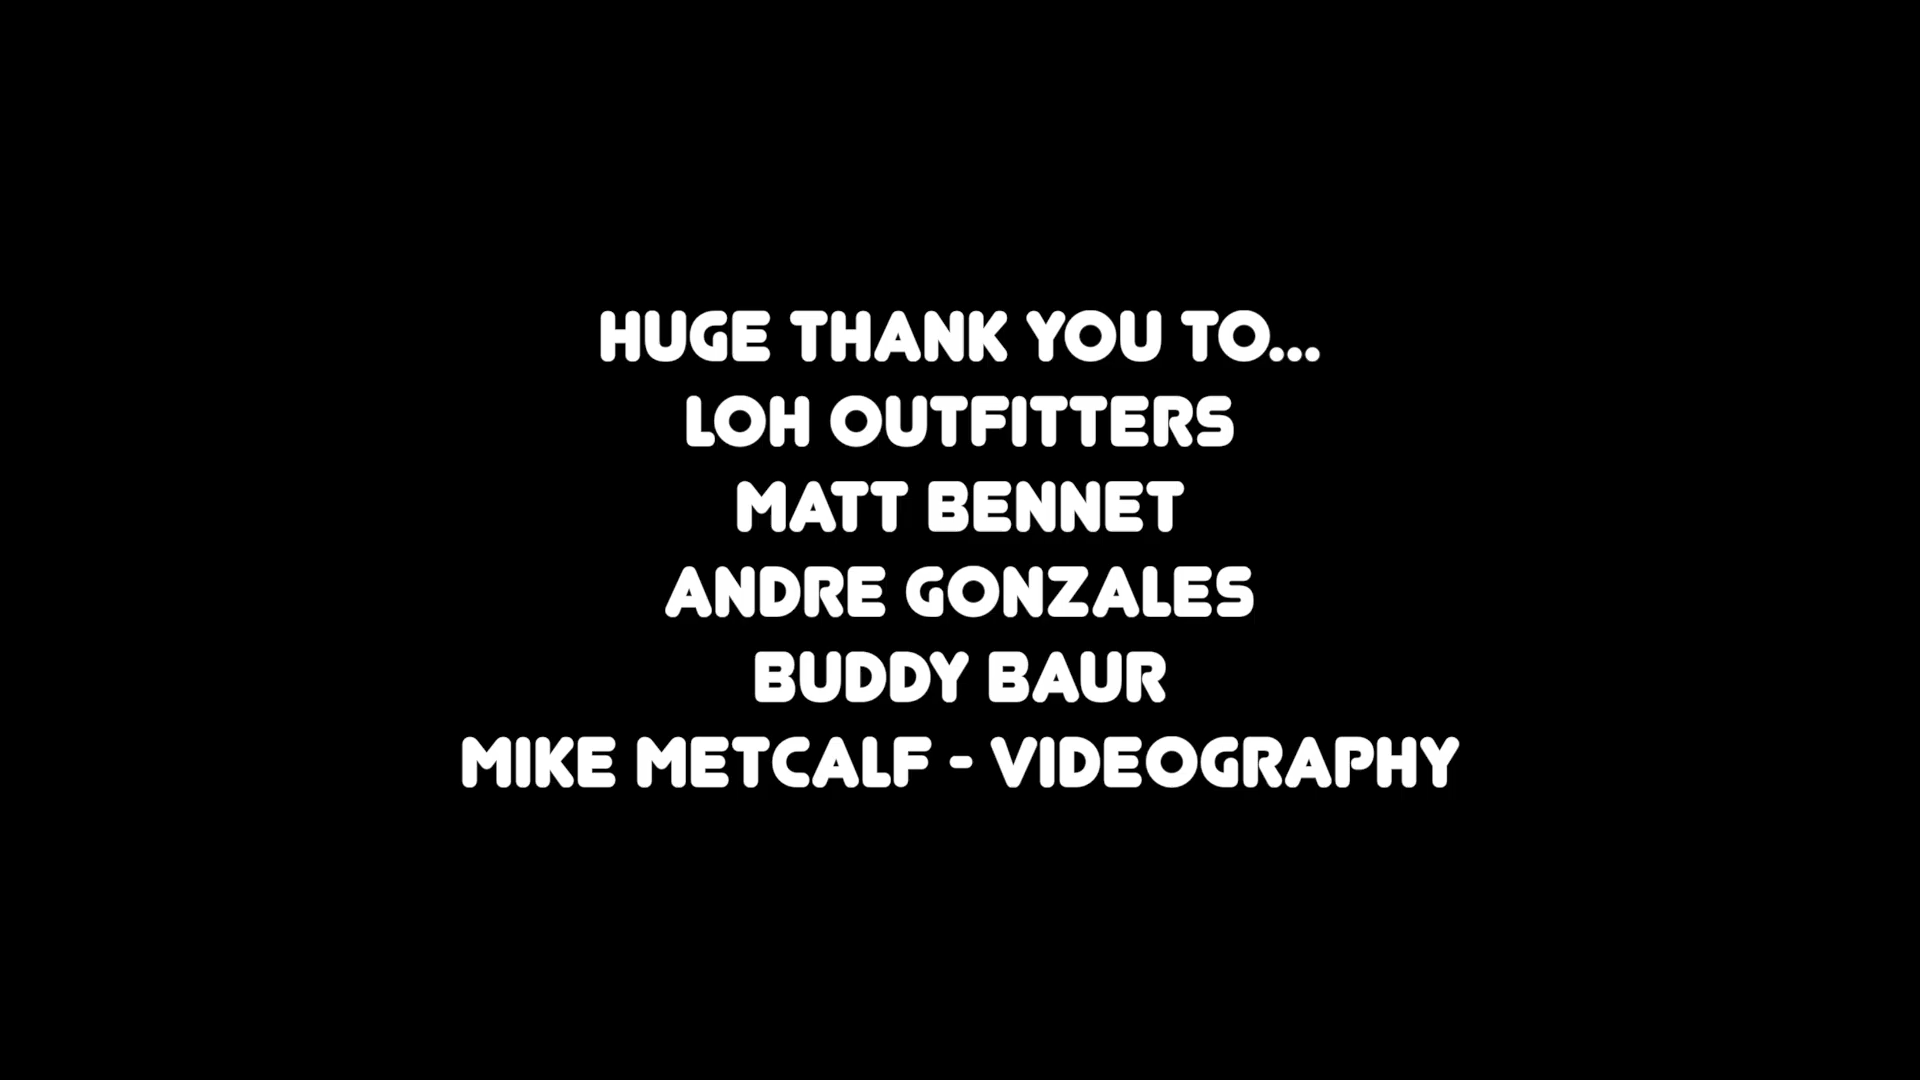 HUGE THANK YOU TO...
LOH OUTFITTERS
MATT BENNET
ANDRE GONZALES
BUDDY BAUR
MIKE METCALF - VIDEOGRAPHY